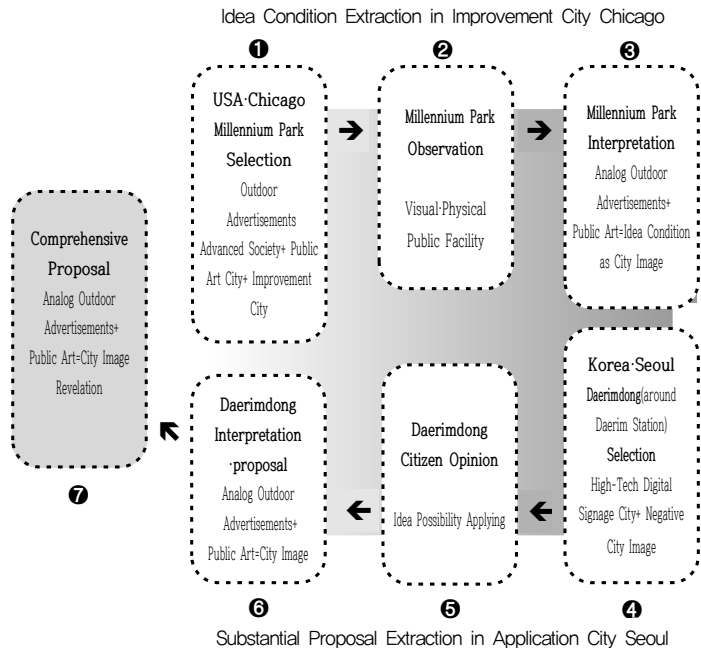 Idea Condition Extraction in Improvement City Chicago
❶
USA·Chicago
Millennium Park
Selection
Outdoor
Advertisements
Advanced Society+ Public
Art City+ Improvement
City
➔
❷
Millennium Park
Observation
Visual·Physical
Public Facility
➔
❸
Millennium Park
Interpretation
Analog Outdoor
Advertisements+
Public Art=Idea Condition
as City Image
Korea·Seoul
Daerimdong(around
Daerim Station)
Selection
High-Tech Digital
Signage City+ Negative
City Image
❹
Daerimdong
Citizen Opinion
Idea Possibility Applying
❺
Daerimdong
Interpretation
·proposal
Analog Outdoor
Advertisements+
Public Art=City Image
❻
Comprehensive
Proposal
Analog Outdoor
Advertisements+
Public Art=City Image
Revelation
❼
Substantial Proposal Extraction in Application City Seoul